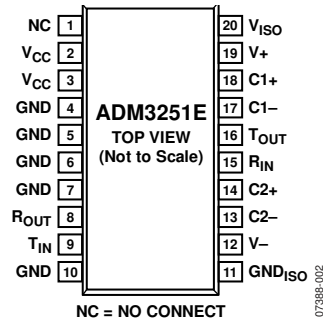 NC 1
VCC 2
VCC 3
GND 4
GND 5
GND 6
GND 7
ROUT 8
TIN 9
GND 10
ADM3251E
TOP VIEW
(Not to Scale)
20 VISO
19 V+
18 C1+
17 C1–
16 TOUT
15 RIN
14 C2+
13 C2–
12 V–
11 GNDISO
NC = NO CONNECT
07388-002